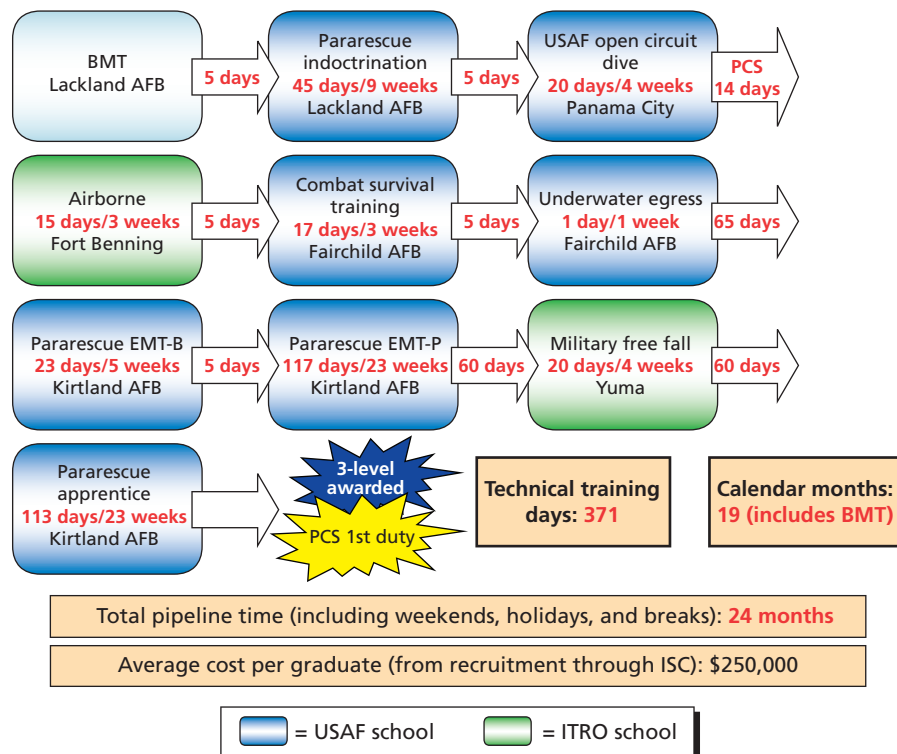 BMT
Lackland AFB
5 days
Pararescue
indoctrination
45 days/9 weeks
Lackland AFB
5 days
USAF open circuit
dive
20 days/4 weeks
Panama City
PCS
14 days
Airborne
15 days/3 weeks
Fort Benning
5 days
Combat survival
training
17 days/3 weeks
Fairchild AFB
5 days
Underwater egress
1 day/1 week
Fairchild AFB
65 days
Pararescue EMT-B
23 days/5 weeks
Kirtland AFB
5 days
Pararescue EMT-P
117 days/23 weeks
Kirtland AFB
60 days
Military free fall
20 days/4 weeks
Yuma
60 days
Pararescue
apprentice
113 days/23 weeks
Kirtland AFB
3-level
awarded
PCS 1st duty
Technical training
days: 371
Calendar months:
19 (includes BMT)
Total pipeline time (including weekends, holidays, and breaks): 24 months
Average cost per graduate (from recruitment through ISC): $250,000
= USAF school
= ITRO school